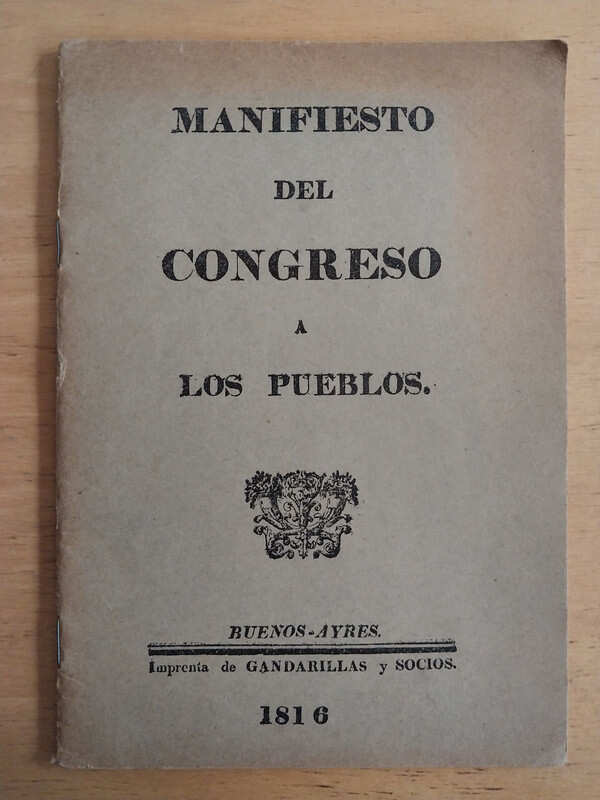 MANIFIESTO
DEL
CONGRESO
A
LOS PUEBLOS.
BUENOS-AYRES.
Imprenta de GANDARILLAS y SOCIOS.
1816